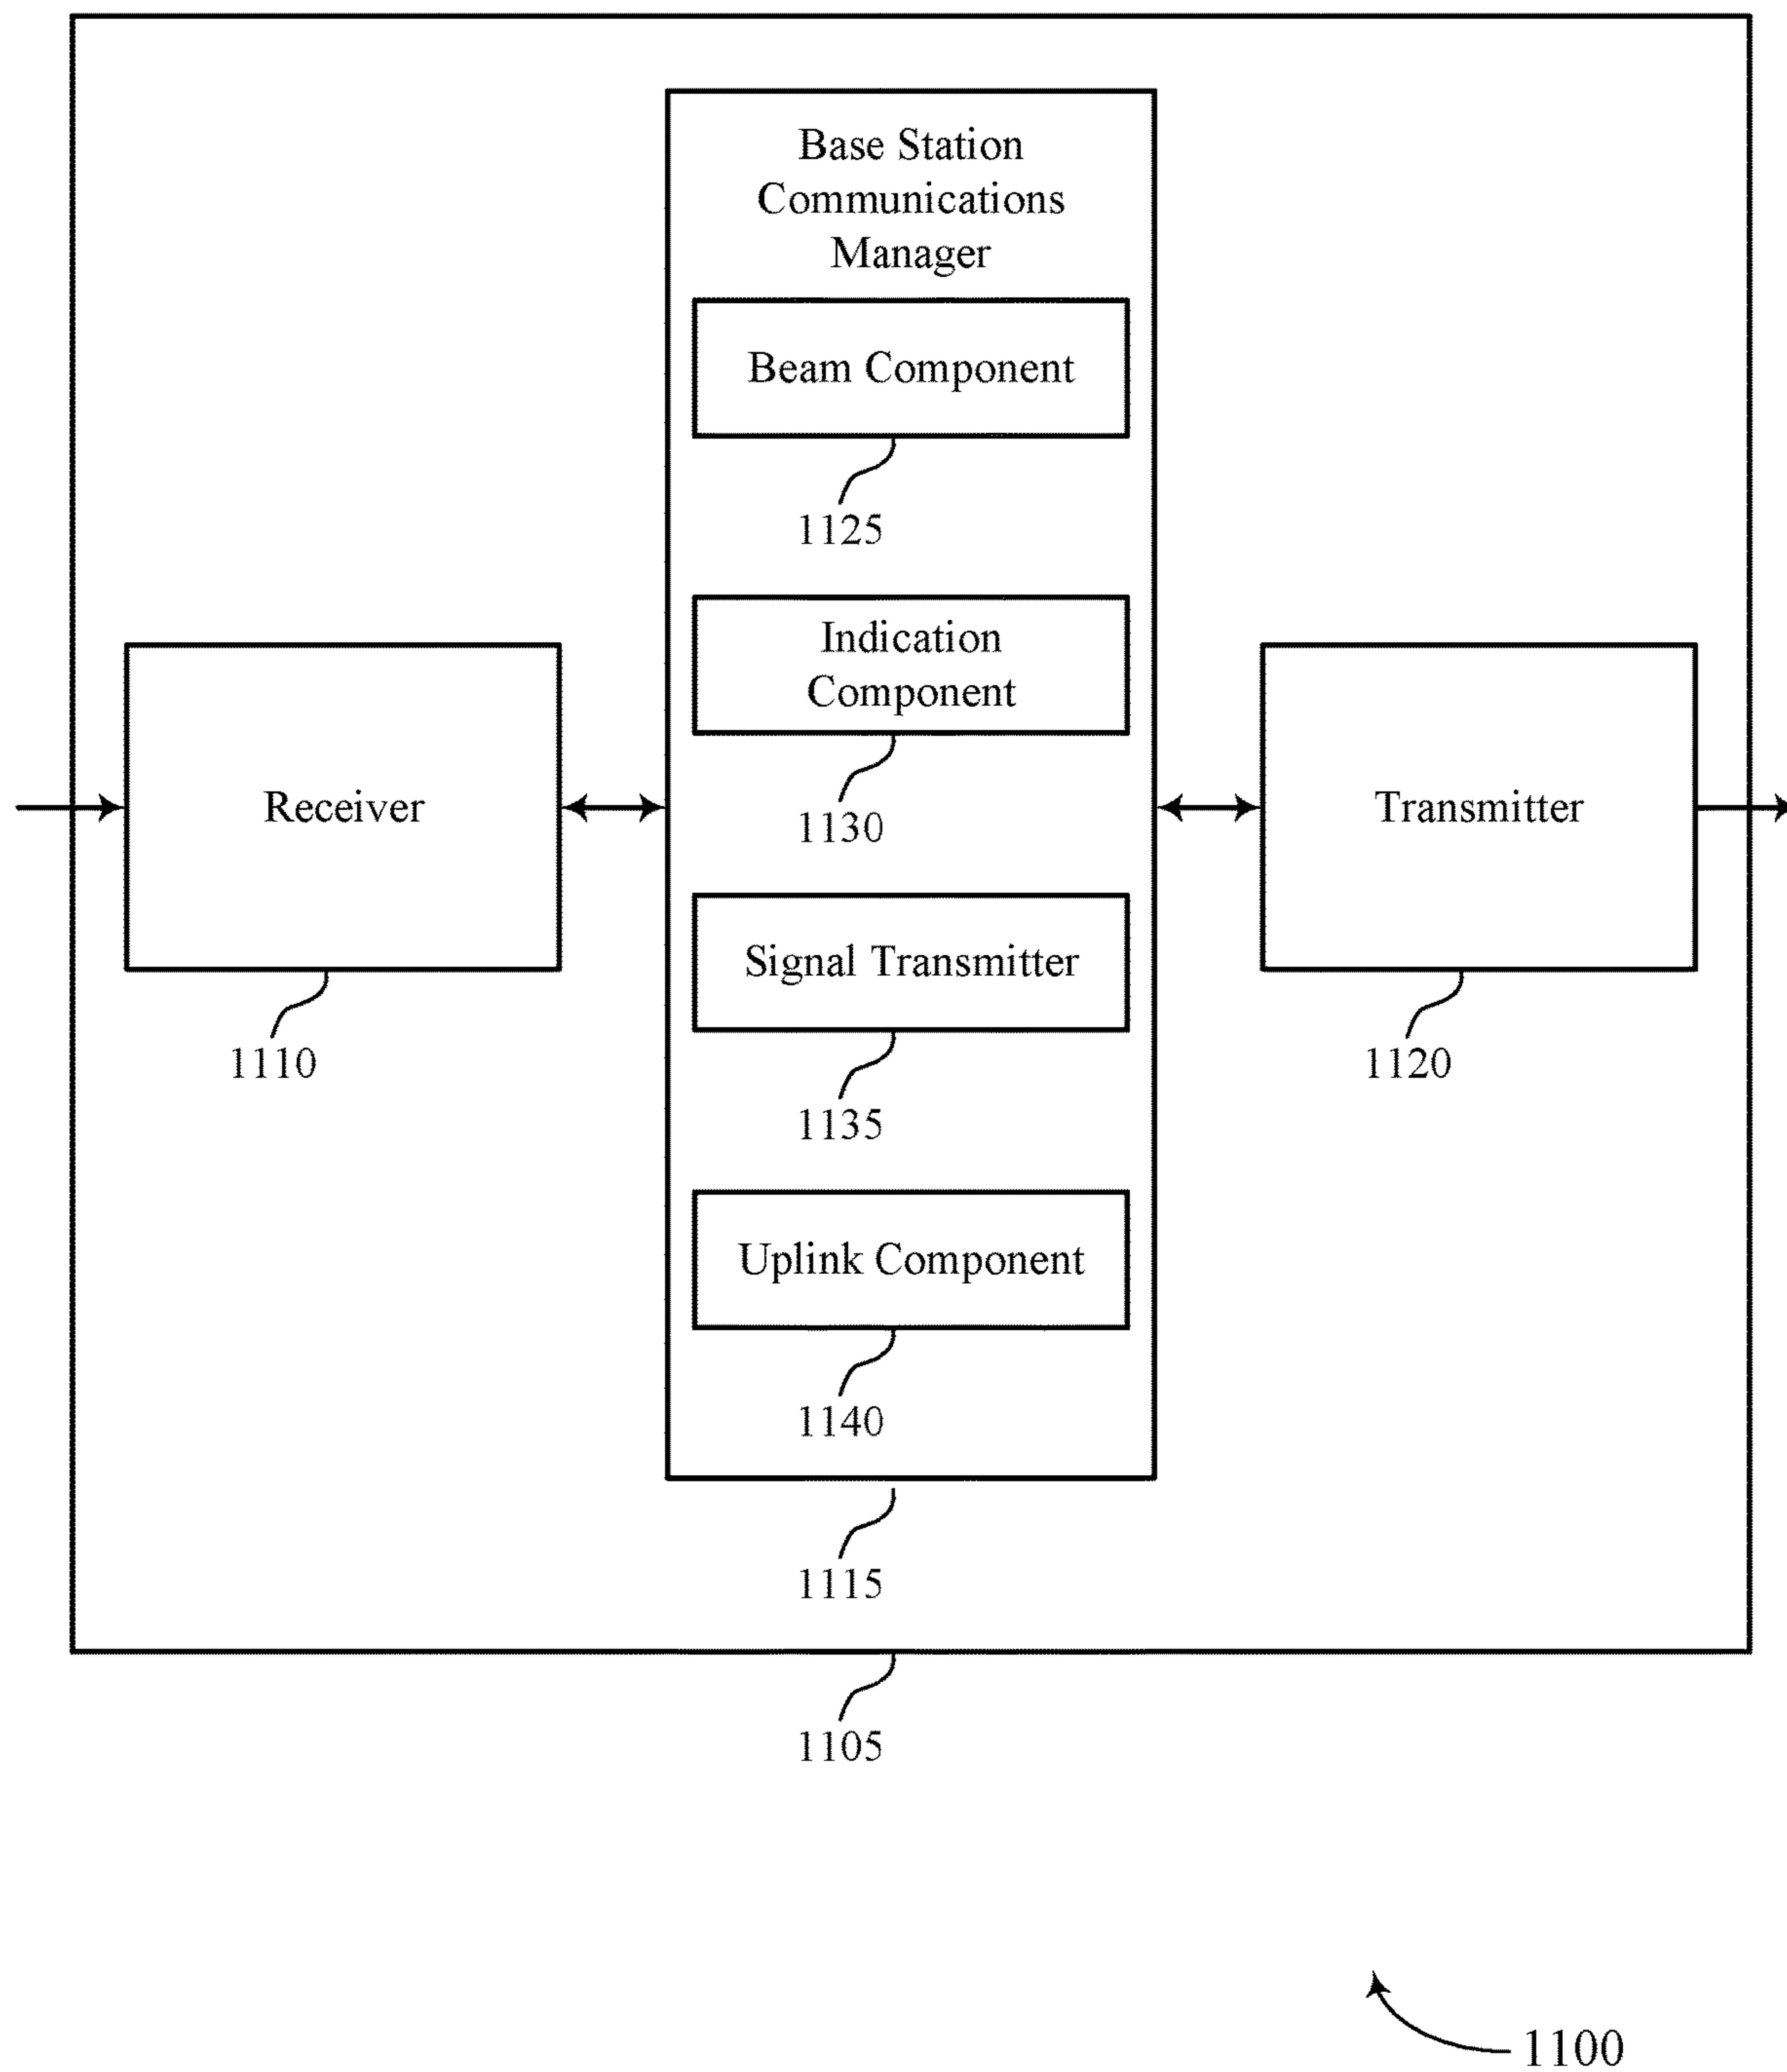 Base Station
Communications
Manager
Beam Component
1125
Indication
Component
1130
Receiver
1110
Transmitter
1120
Signal Transmitter
1135
Uplink Component
1140
1115
1105
1100